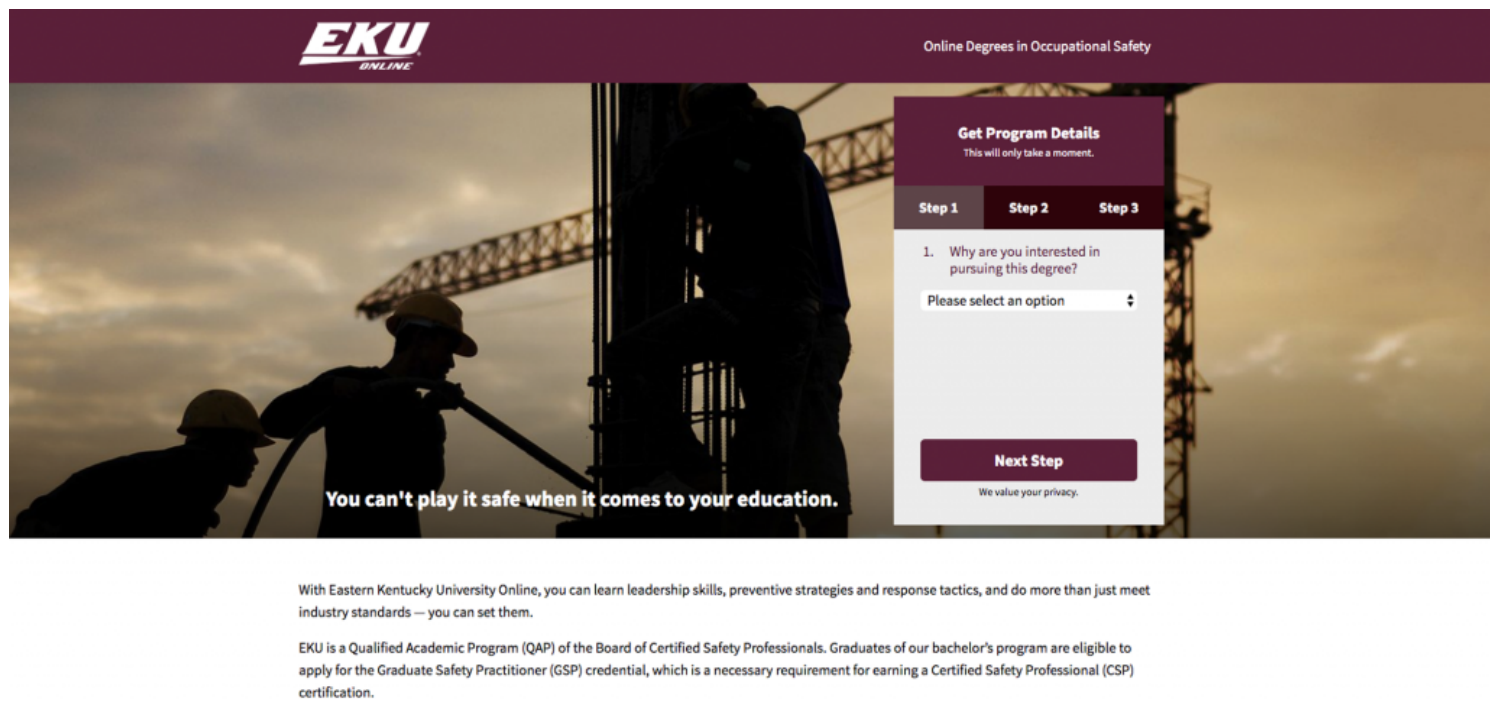 EKU
ONLINE
Online Degrees in Occupational Safety
Get Program Details
This will only take a moment.
Step 1 Step 2 Step 3
1. Why are you interested in
pursuing this degree?
Please select an option
Next Step
We value your privacy.
You can't play it safe when it comes to your education.
With Eastern Kentucky University Online, you can learn leadership skills, preventive strategies and response tactics, and do more than just meet
industry standards — you can set them.
EKU is a Qualified Academic Program (QAP) of the Board of Certified Safety Professionals. Graduates of our bachelor's program are eligible to
apply for the Graduate Safety Practitioner (GSP) credential, which is a necessary requirement for earning a Certified Safety Professional (CSP)
certification.